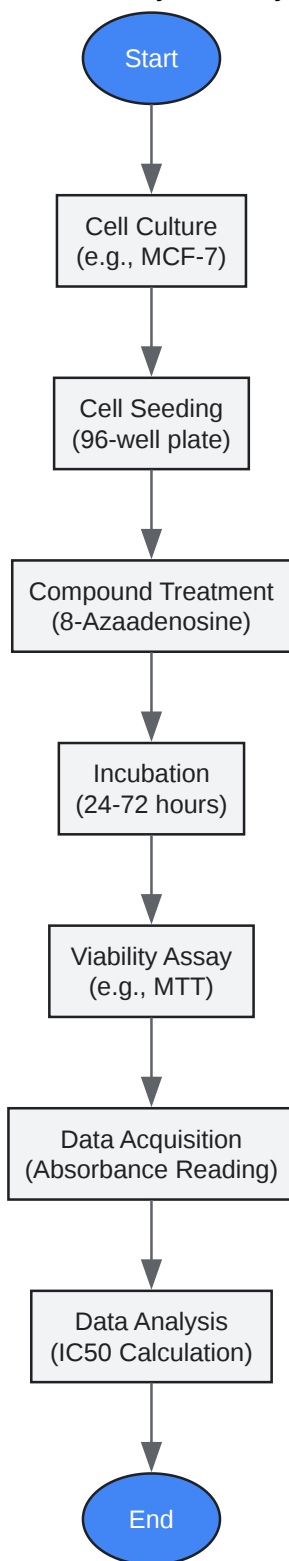 Start
Cell Culture
(e.g., MCF-7)
Cell Seeding
(96-well plate)
Compound Treatment
(8-Azaadenosine)
Incubation
(24-72 hours)
Viability Assay
(e.g., MTT)
Data Acquisition
(Absorbance Reading)
Data Analysis
(IC50 Calculation)
End